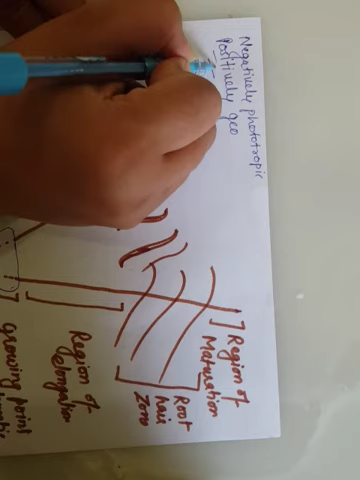 Negatively phototropic
Positively geo
Region of
Maturation
Root
hair
Zone
Region of
elongation
Growing point